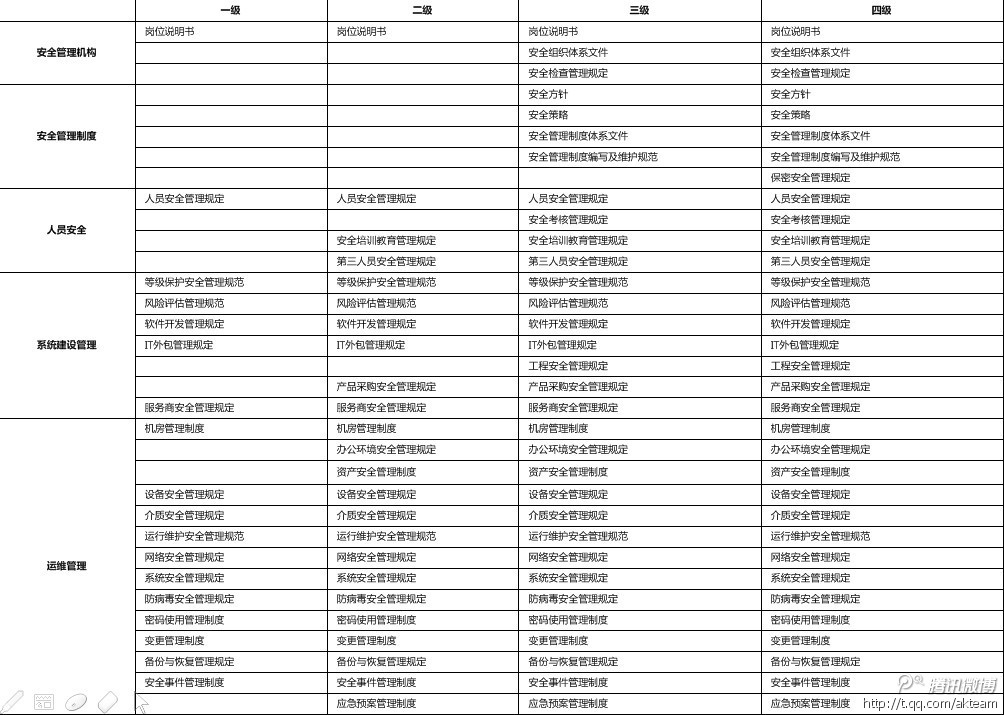 一级 二级 三级 四级
安全管理机构 岗位说明书 岗位说明书 岗位说明书 岗位说明书
安全组织体系文件 安全组织体系文件
安全检查管理规定 安全检查管理规定
安全管理制度 安全方针 安全方针
安全策略 安全策略
安全管理制度体系文件 安全管理制度体系文件
安全管理制度编写及维护规范 安全管理制度编写及维护规范
保密安全管理规定
人员安全 人员安全管理规定 人员安全管理规定 人员安全管理规定 人员安全管理规定
安全考核管理规定 安全考核管理规定
安全培训教育管理规定 安全培训教育管理规定 安全培训教育管理规定
第三人员安全管理规定 第三人员安全管理规定 第三人员安全管理规定
系统建设管理 等级保护安全管理规范 等级保护安全管理规范 等级保护安全管理规范 等级保护安全管理规范
风险评估管理规范 风险评估管理规范 风险评估管理规范 风险评估管理规范
软件开发管理规定 软件开发管理规定 软件开发管理规定 软件开发管理规定
IT外包管理规定 IT外包管理规定 IT外包管理规定 IT外包管理规定
工程安全管理规定 工程安全管理规定
产品采购安全管理规定 产品采购安全管理规定 产品采购安全管理规定
服务商安全管理规定 服务商安全管理规定 服务商安全管理规定 服务商安全管理规定
运维管理 机房管理制度 机房管理制度 机房管理制度 机房管理制度
办公环境安全管理规定 办公环境安全管理规定 办公环境安全管理规定
资产安全管理制度 资产安全管理制度 资产安全管理制度
设备安全管理规定 设备安全管理规定 设备安全管理规定 设备安全管理规定
介质安全管理规定 介质安全管理规定 介质安全管理规定 介质安全管理规定
运行维护安全管理规范 运行维护安全管理规范 运行维护安全管理规范 运行维护安全管理规范
网络安全管理规定 网络安全管理规定 网络安全管理规定 网络安全管理规定
系统安全管理规定 系统安全管理规定 系统安全管理规定 系统安全管理规定
防病毒安全管理规定 防病毒安全管理规定 防病毒安全管理规定 防病毒安全管理规定
密码使用管理制度 密码使用管理制度 密码使用管理制度 密码使用管理制度
变更管理制度 变更管理制度 变更管理制度 变更管理制度
备份与恢复管理规定 备份与恢复管理规定 备份与恢复管理规定 备份与恢复管理规定
安全事件管理制度 安全事件管理制度 安全事件管理制度 安全事件管理制度
应急预案管理制度 应急预案管理制度 应急预案管理制度
腾讯微博
http://t.qq.com/akteam